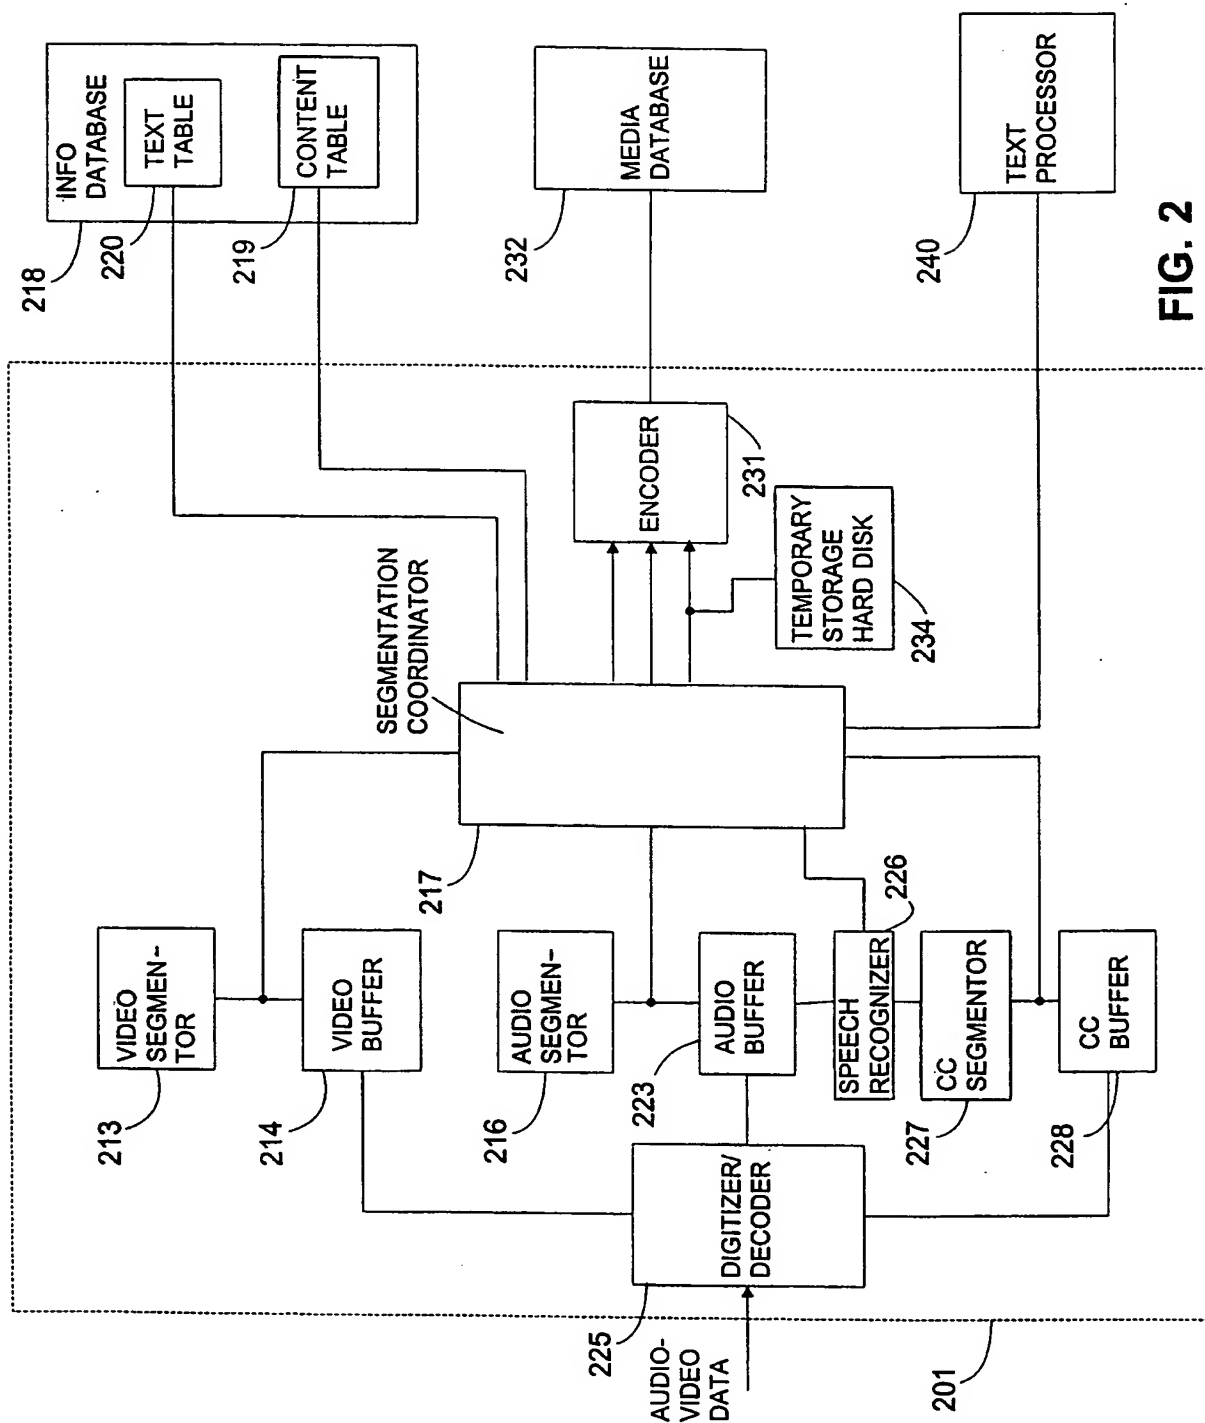 AUDIO-
VIDEO
DATA
225
DIGITIZER/
DECODER
201
213
VIDEO
SEGMEN-
TOR
214
VIDEO
BUFFER
216
AUDIO
SEGMEN-
TOR
223
AUDIO
BUFFER
SPEECH
RECOGNIZER
226
CC
SEGMENTOR
227
CC
BUFFER
228
217
SEGMENTATION
COORDINATOR
ENCODER
231
TEMPORARY
STORAGE
HARD DISK
234
218
INFO
DATABASE
220
TEXT
TABLE
219
CONTENT
TABLE
232
MEDIA
DATABASE
240
TEXT
PROCESSOR
FIG. 2